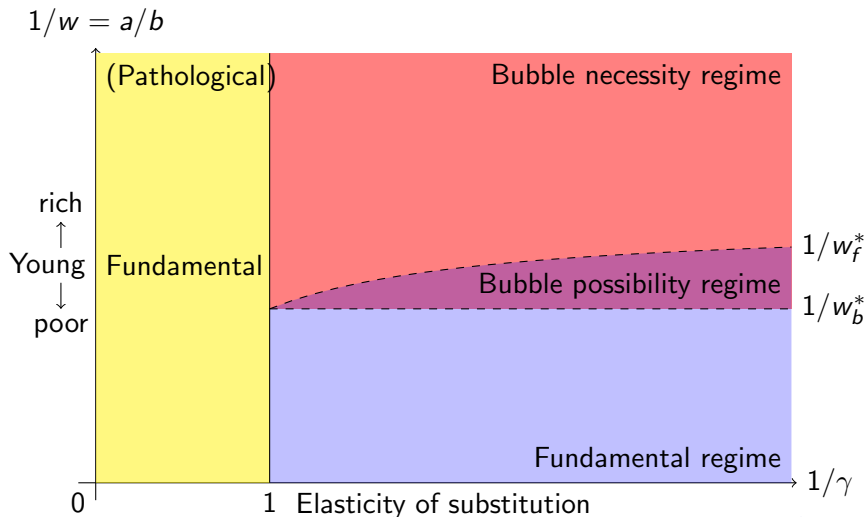 1/w = a/b
(Pathological)
Bubble necessity regime
rich
Young
poor
Fundamental
1/w*_f
Bubble possibility regime
1/w*_b
Fundamental regime
1/γ
0
1
Elasticity of substitution